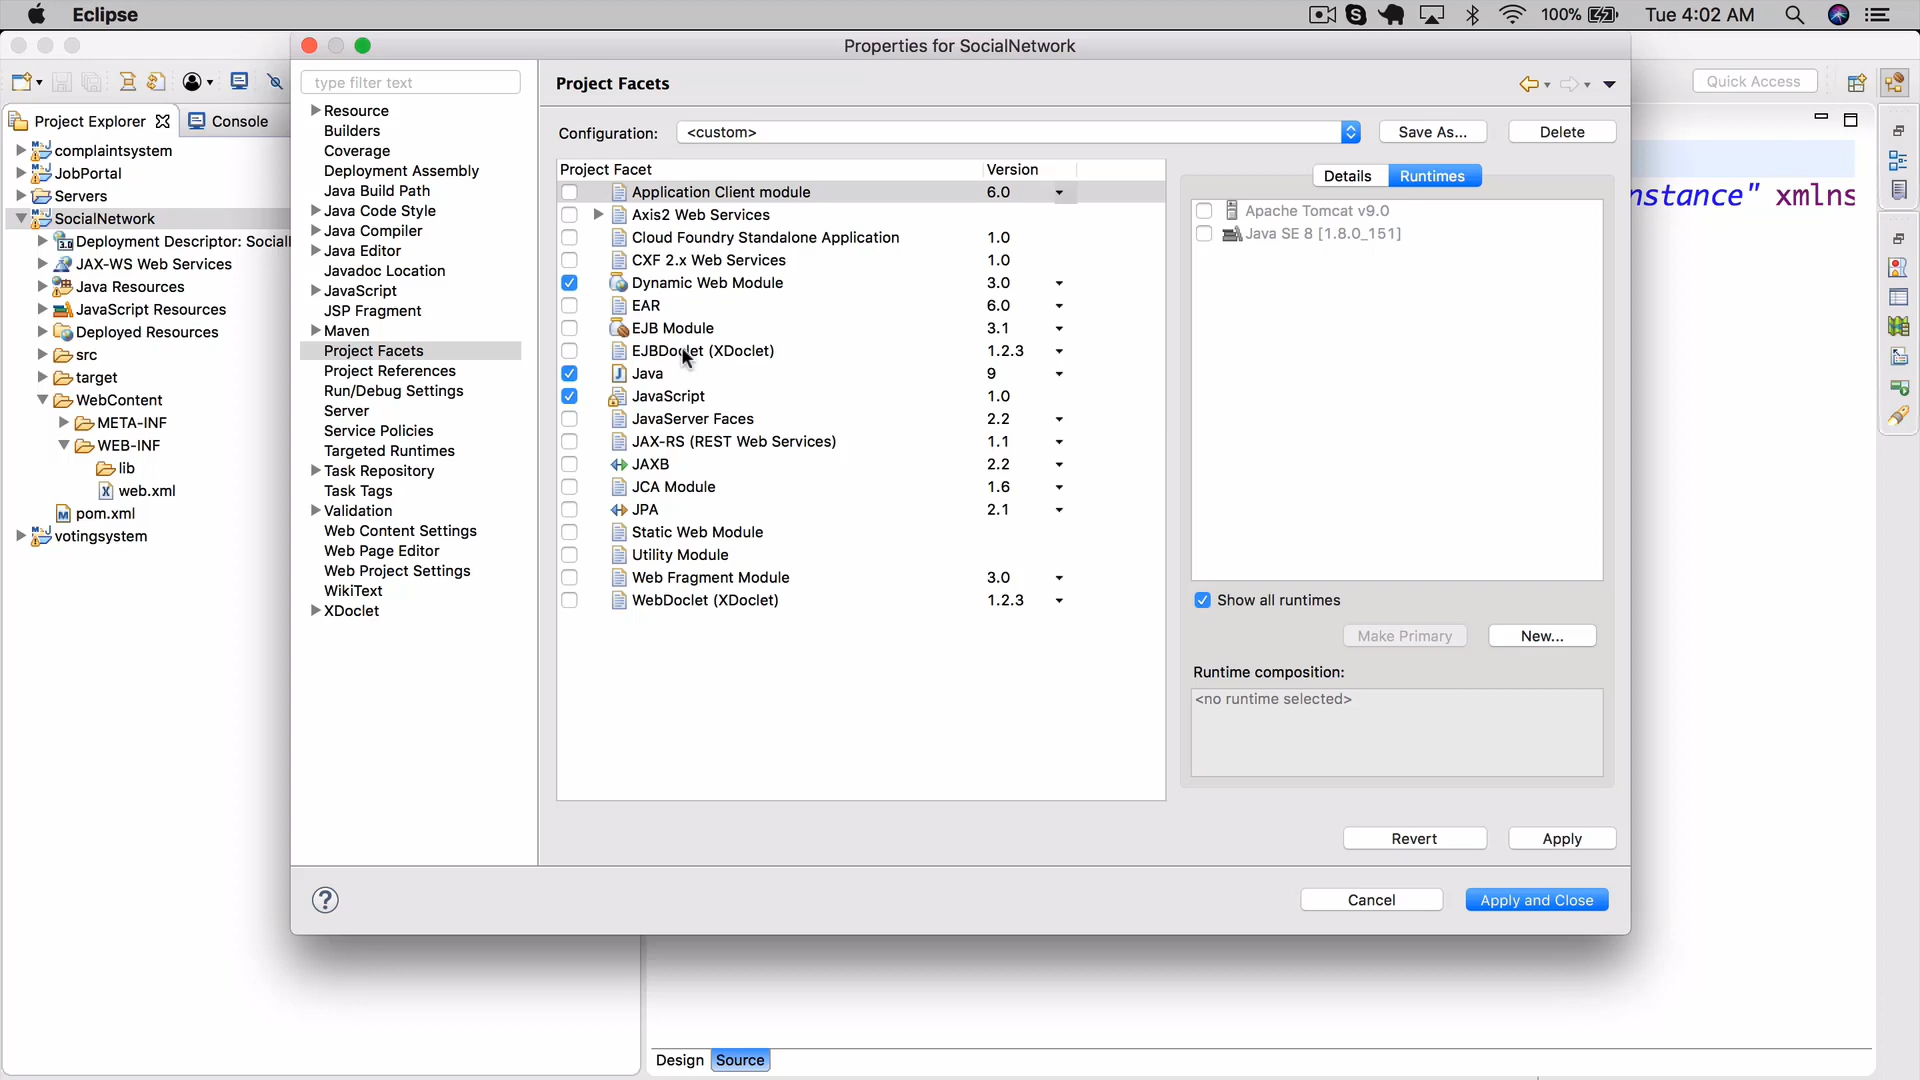 Eclipse
100%
Tue 4:02 AM
Properties for SocialNetwork
type filter text
Project Facets
Quick Access
Project Explorer
Console
complaintsystem
JobPortal
Servers
SocialNetwork
Deployment Descriptor: Sociall
3.0
JAX-WS Web Services
Java Resources
JavaScript Resources
Deployed Resources
src
target
WebContent
META-INF
WEB-INF
lib
web.xml
pom.xml
votingsystem
Resource
Builders
Coverage
Deployment Assembly
Java Build Path
Java Code Style
Java Compiler
Java Editor
Javadoc Location
JavaScript
JSP Fragment
Maven
Project Facets
Project References
Run/Debug Settings
Server
Service Policies
Targeted Runtimes
Task Repository
Task Tags
Validation
Web Content Settings
Web Page Editor
Web Project Settings
WikiText
XDoclet
Configuration:
<custom>
Save As...
Delete
Project Facet
Version
Application Client module 6.0
Axis2 Web Services
Cloud Foundry Standalone Application 1.0
CXF 2.x Web Services 1.0
Dynamic Web Module 3.0
EAR 6.0
EJB Module 3.1
EJBDoclet (XDoclet) 1.2.3
Java 9
JavaScript 1.0
JavaServer Faces 2.2
JAX-RS (REST Web Services) 1.1
JAXB 2.2
JCA Module 1.6
JPA 2.1
Static Web Module
Utility Module
Web Fragment Module 3.0
WebDoclet (XDoclet) 1.2.3
Details
Runtimes
Apache Tomcat v9.0
Java SE 8 [1.8.0_151]
Show all runtimes
Make Primary
New...
Runtime composition:
<no runtime selected>
Revert
Apply
Cancel
Apply and Close
nstance" xmlns
Design
Source